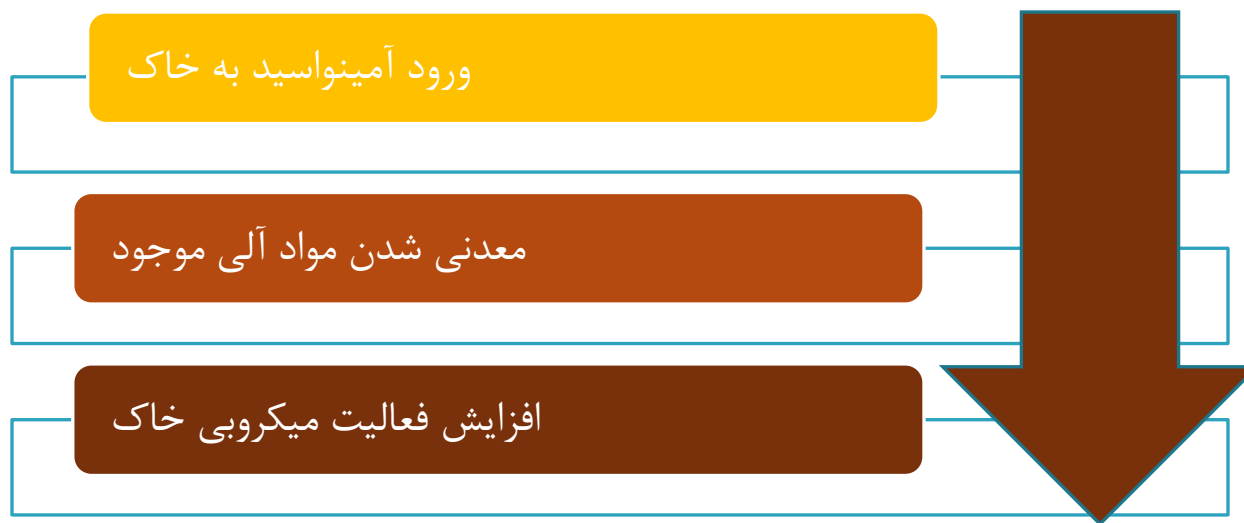 ورود آمینواسید به خاک
معدنی شدن مواد آلی موجود
افزایش فعالیت میکروبی خاک